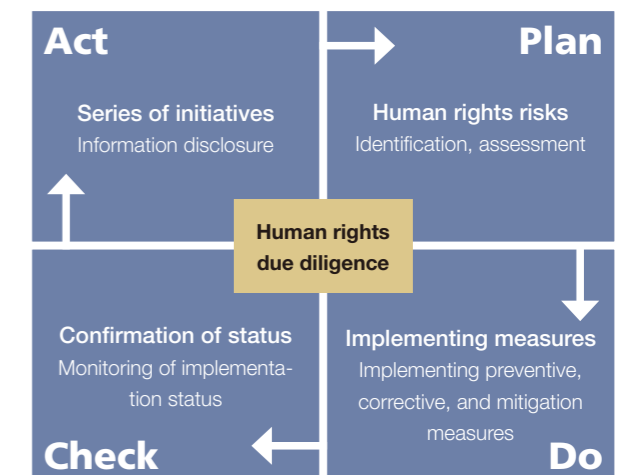 Act
Series of initiatives
Information disclosure
Plan
Human rights risks
Identification, assessment
Human rights
due diligence
Confirmation of status
Monitoring of implementa-
tion status
Check
Implementing measures
Implementing preventive,
corrective, and mitigation
measures
Do